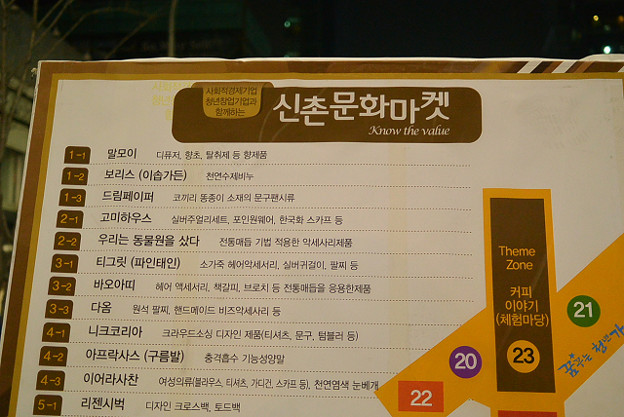 사회적경제기업
청년창업기업과
함께하는
신촌문화마켓
Know the value
1-1 말모이 디퓨저, 향초, 탈취제 등 향제품
1-2 보리스 (이솝가든) 천연수제비누
1-3 드림페이퍼 코끼리 똥종이 소재의 문구팬시류
2-1 고미하우스 실버주얼리세트, 포인원웨어, 한국화 스카프 등
2-2 우리는 동물원을 샀다 전통매듭 기법 적용한 악세사리제품
3-1 티그릿 (파인태인) 소가죽 헤어악세서리, 실버귀걸이, 팔찌 등
3-2 바오아띠 헤어 액세서리, 책갈피, 브로치 등 전통매듭을 응용한제품
3-3 다옴 원석 팔찌, 핸드메이드 비즈악세사리 등
4-1 니크코리아 크라우드소싱 디자인 제품(티셔츠, 문구, 텀블러 등)
4-2 아프락사스 (구름발) 충격흡수 기능성양말
4-3 이어라사찬 여성의류(블라우스, 티셔츠, 가디건, 스카프 등), 천연염색 눈베개
5-1 리젠시벅 디자인 크로스백, 토드백
Theme
Zone
커피
이야기
(체험마당)
23
20
21
22
꿈꾸는 청년가